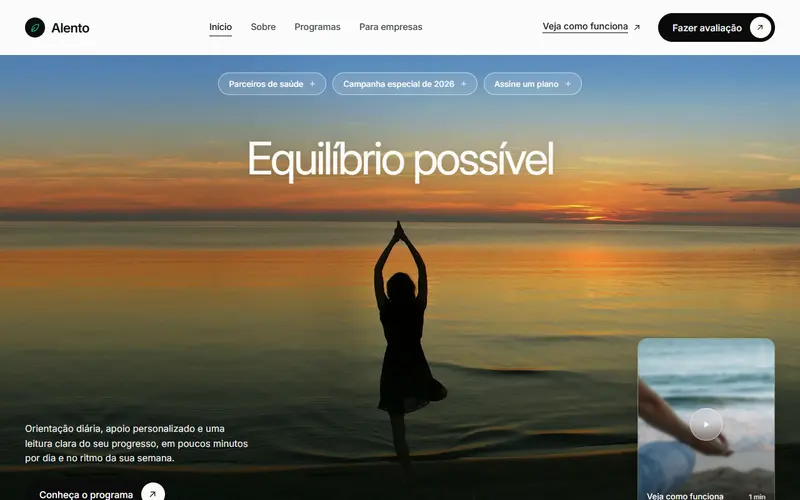 Alento
Início
Sobre
Programas
Para empresas
Veja como funciona
Fazer avaliação
Parceiros de saúde +
Campanha especial de 2026 +
Assine um plano +
Equilíbrio possível
Orientação diária, apoio personalizado e uma
leitura clara do seu progresso, em poucos minutos
por dia e no ritmo da sua semana.
Conheça o programa
Veja como funciona
1 min